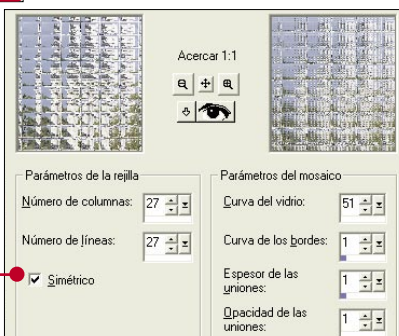 Acercar 1:1
Parámetros de la rejilla
Número de columnas: 27
Número de líneas: 27
Simétrico
Parámetros del mosaico
Curva del vidrio: 51
Curva de los bordes: 1
Espesor de las
uniones: 1
Opacidad de las
uniones: 1